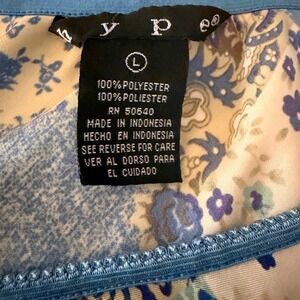 hype®
L
100% POLYESTER
100% POLIESTER
RN 50640
MADE IN INDONESIA
HECHO EN INDONESIA
SEE REVERSE FOR CARE
VER AL DORSO PARA
EL CUIDADO